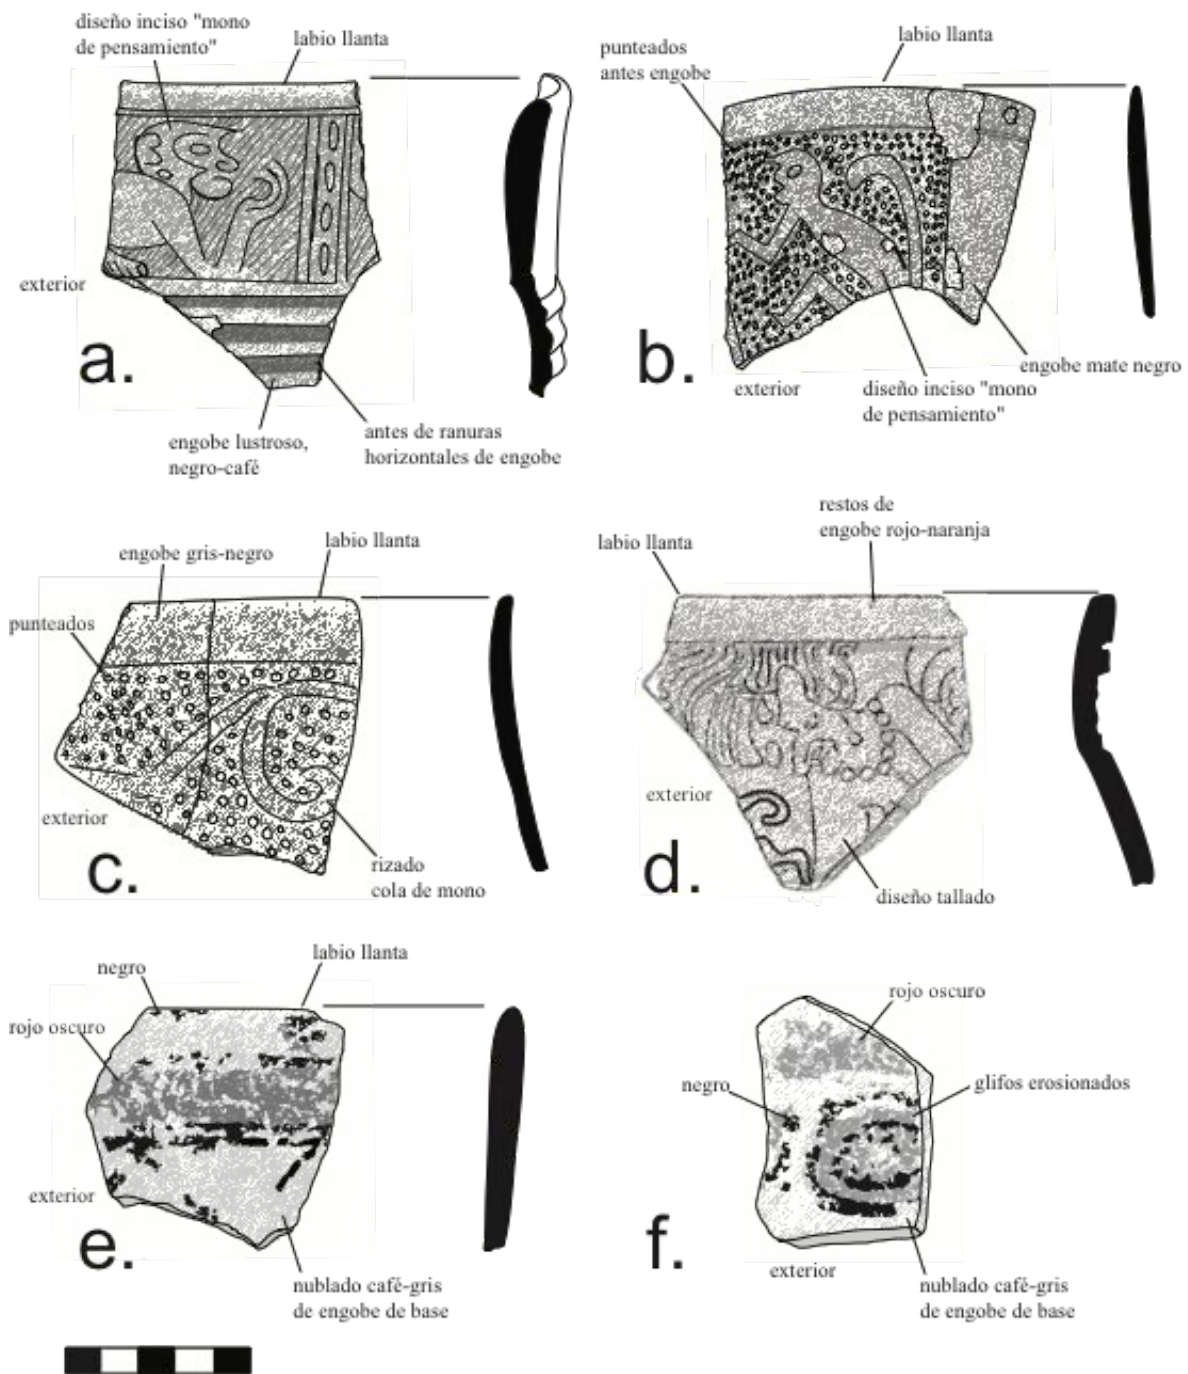 diseño inciso "mono
de pensamiento"
labio llanta
exterior
a.
engobe lustroso,
negro-café
antes de ranuras
horizontales de engobe
punteados
antes engobe
labio llanta
b.
exterior
diseño inciso "mono
de pensamiento"
engobe mate negro
engobe gris-negro
labio llanta
punteados
exterior
c.
rizado
cola de mono
restos de
engobe rojo-naranja
labio llanta
exterior
d.
diseño tallado
negro
labio llanta
rojo oscuro
exterior
e.
nublado café-gris
de engobe de base
rojo oscuro
negro
glifos erosionados
f.
exterior
nublado café-gris
de engobe de base